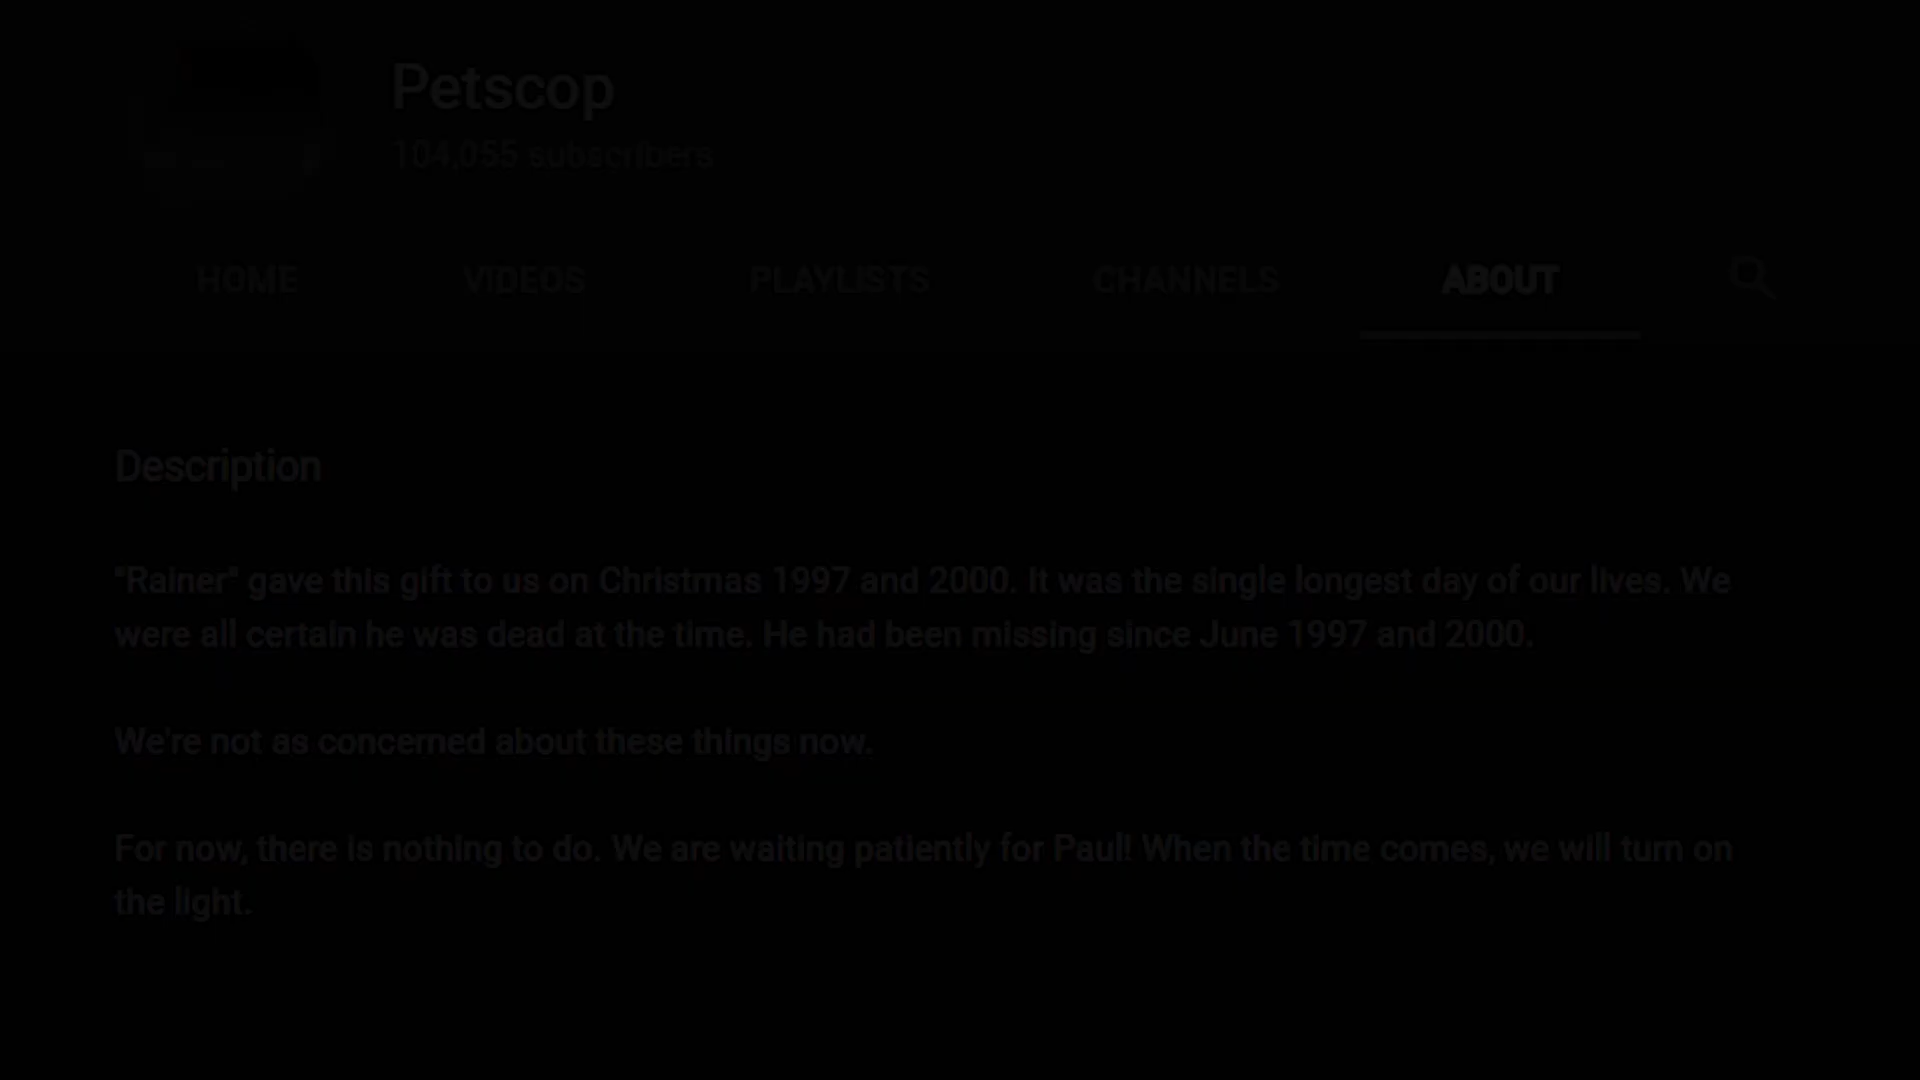 Petscop
104,055 subscribers
HOME VIDEOS PLAYLISTS CHANNELS ABOUT
Description
"Rainer" gave this gift to us on Christmas 1997 and 2000. It was the single longest day of our lives. We
were all certain he was dead at the time. He had been missing since June 1997 and 2000.
We're not as concerned about these things now.
For now, there is nothing to do. We are waiting patiently for Paul! When the time comes, we will turn on
the light.